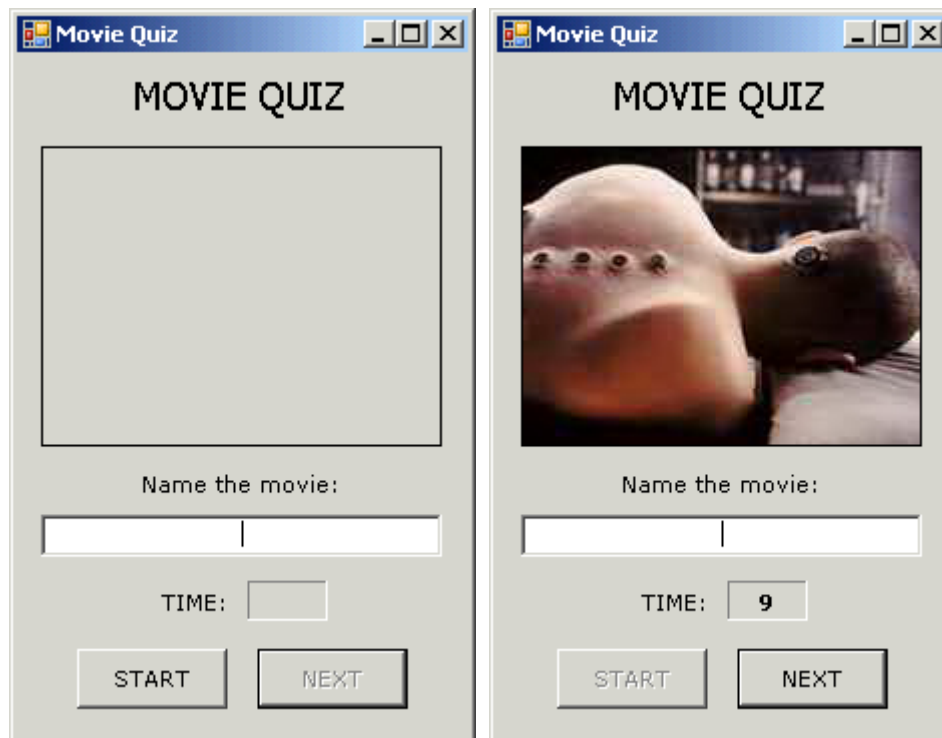 Movie Quiz
MOVIE QUIZ
Name the movie:
TIME:
START NEXT
Movie Quiz
MOVIE QUIZ
Name the movie:
TIME: 9
START NEXT